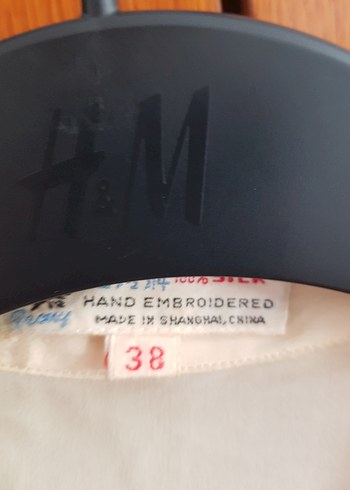 H&M
100% SILK
HAND EMBROIDERED
MADE IN SHANGHAI, CHINA
38